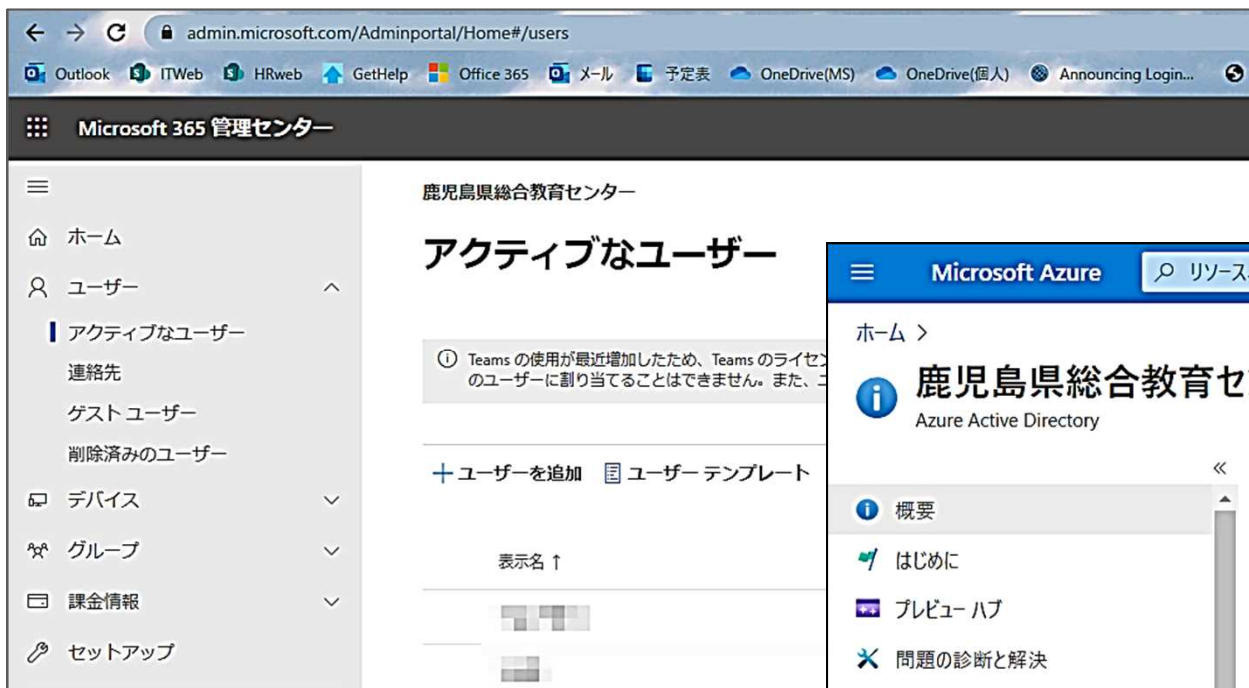 admin.microsoft.com/Adminportal/Home#/users
Outlook ITWeb HRweb GetHelp Office 365 メール 予定表 OneDrive(MS) OneDrive(個人) Announcing Login...
Microsoft 365 管理センター
ホーム
ユーザー
アクティブなユーザー
連絡先
ゲスト ユーザー
削除済みのユーザー
デバイス
グループ
課金情報
セットアップ
鹿児島県総合教育センター
アクティブなユーザー
Teams の使用が最近増加したため、Teams のライセン
のユーザーに割り当てることはできません。また、ユ
ユーザーを追加 ユーザー テンプレート
表示名 ↑
Microsoft Azure リソース
ホーム >
鹿児島県総合教育セ
Azure Active Directory
«
概要
はじめに
プレビュー ハブ
問題の診断と解決